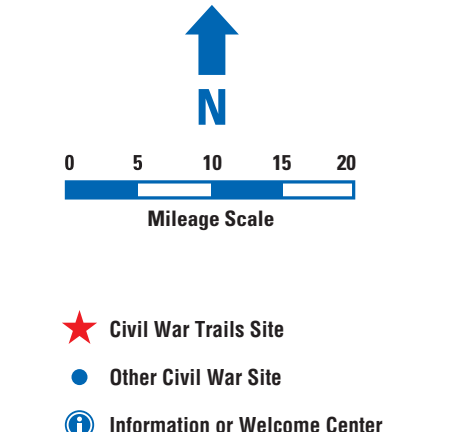 N
0 5 10 15 20
Mileage Scale
Civil War Trails Site
Other Civil War Site
Information or Welcome Center